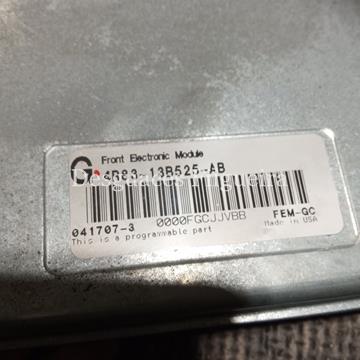 G
Front Electronic Module
4R83-13B525-AB
0000FGCJJVBB
041707-3
FEM-GC
This is a programmable part
Made in USA